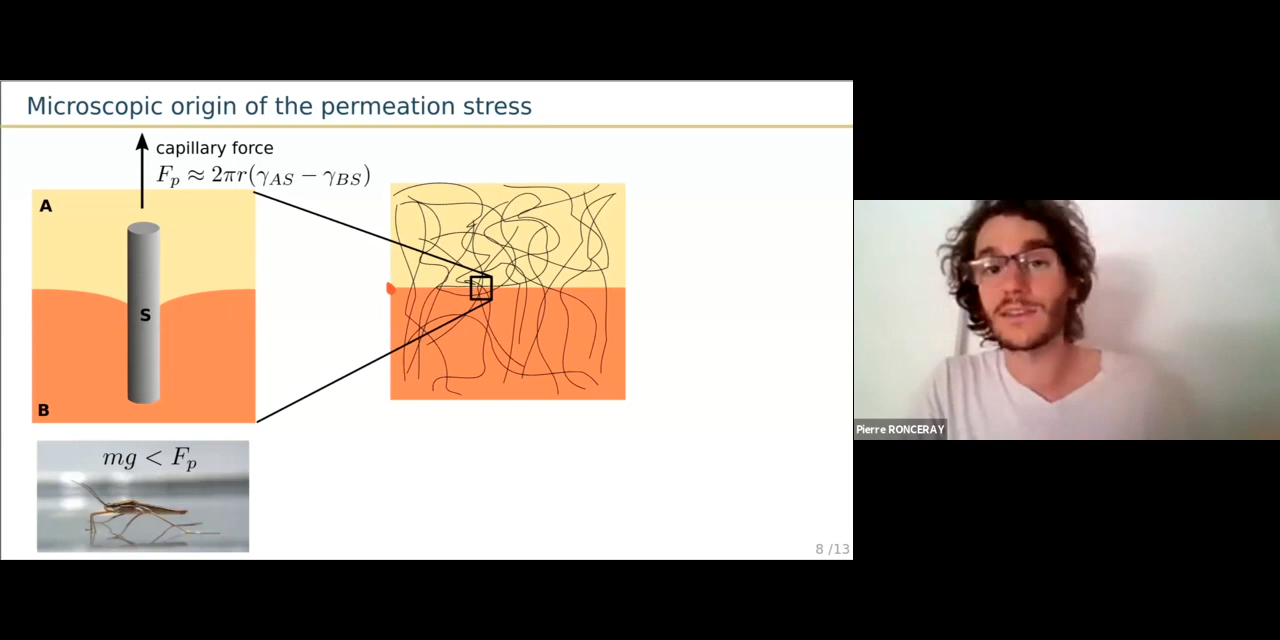 Microscopic origin of the permeation stress
capillary force
F_p ≈ 2πr(γ_AS − γ_BS)
A
S
B
mg < F_p
8 /13
Pierre RONCERAY